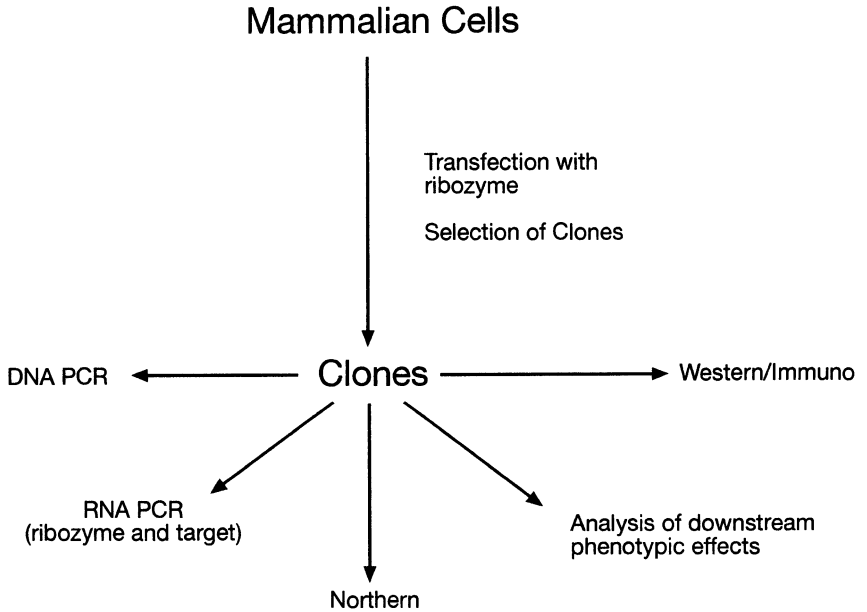 Mammalian Cells
Transfection with
ribozyme
Selection of Clones
DNA PCR
Clones
Western/Immuno
RNA PCR
(ribozyme and target)
Analysis of downstream
phenotypic effects
Northern